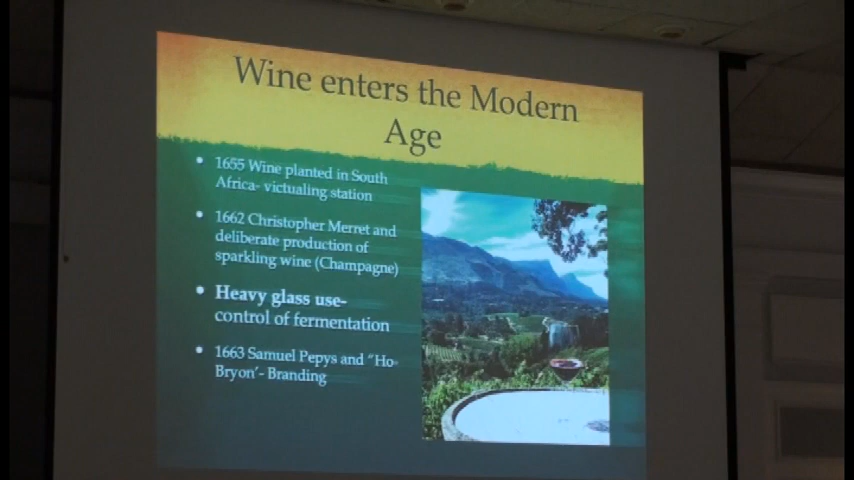 Wine enters the Modern
Age
• 1655 Wine planted in South
Africa- victualing station
• 1662 Christopher Merret and
deliberate production of
sparkling wine (Champagne)
• Heavy glass use-
control of fermentation
• 1663 Samuel Pepys and “Ho-
Bryon’- Branding